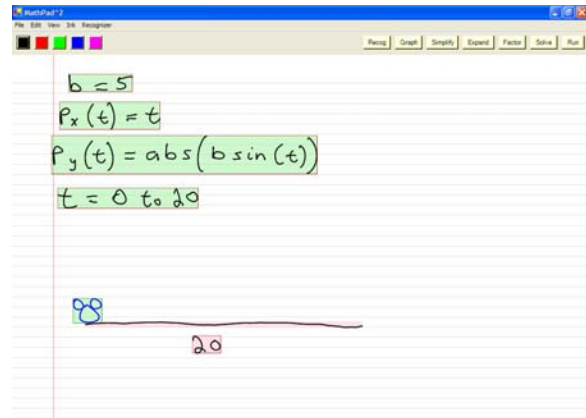 MathPad^2
File Edit View Ink Recognizer
Recog Graph Simplify Expand Factor Solve Run
b = 5
Px(t) = t
Py(t) = abs(b sin(t))
t = 0 to 20
20